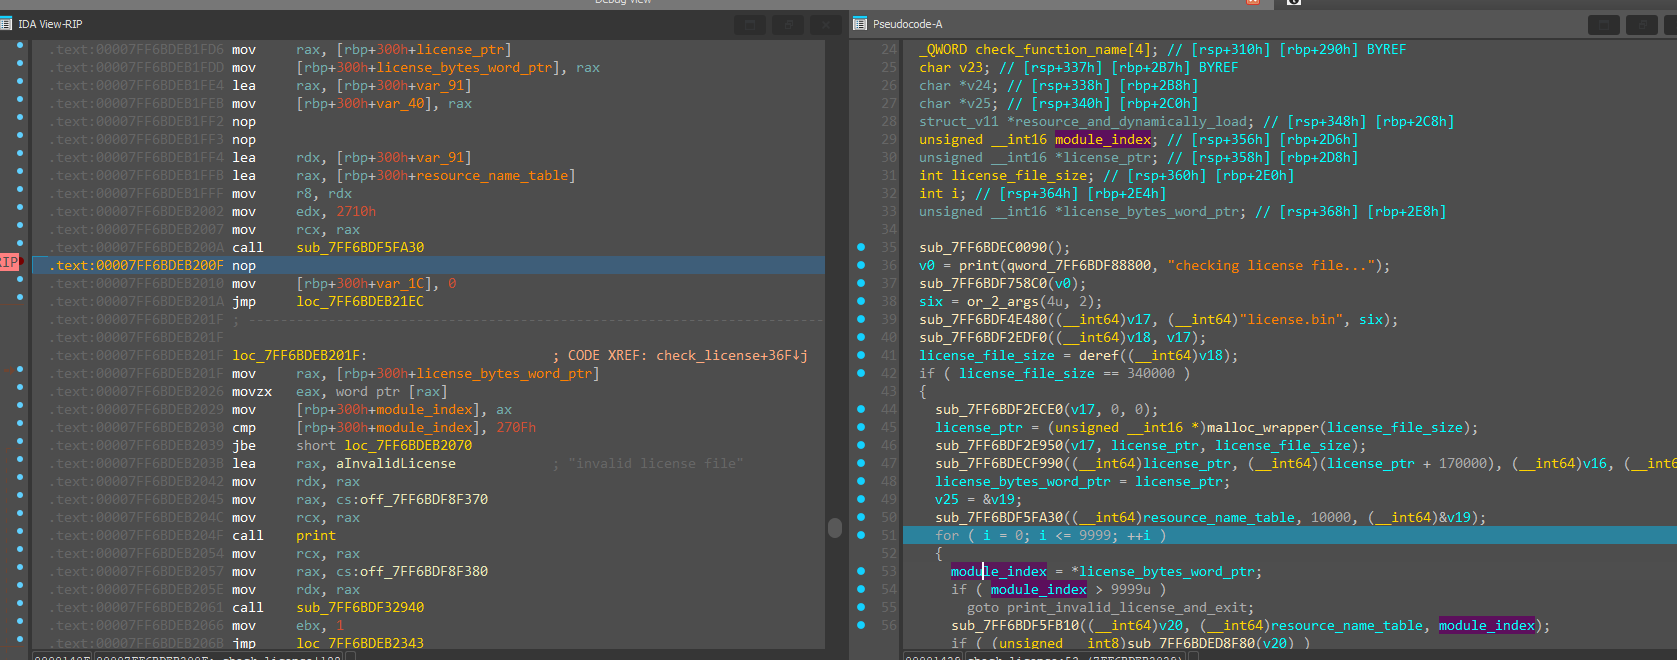 Debug View
IDA View-RIP
.text:00007FF6BDEB1FD6 mov rax, [rbp+300h+license_ptr]
.text:00007FF6BDEB1FDD mov [rbp+300h+license_bytes_word_ptr], rax
.text:00007FF6BDEB1FE4 lea rax, [rbp+300h+var_91]
.text:00007FF6BDEB1FEB mov [rbp+300h+var_40], rax
.text:00007FF6BDEB1FF2 nop
.text:00007FF6BDEB1FF3 nop
.text:00007FF6BDEB1FF4 lea rdx, [rbp+300h+var_91]
.text:00007FF6BDEB1FFB lea rax, [rbp+300h+resource_name_table]
.text:00007FF6BDEB1FFF mov r8, rdx
.text:00007FF6BDEB2002 mov edx, 2710h
.text:00007FF6BDEB2007 mov rcx, rax
.text:00007FF6BDEB200A call sub_7FF6BDF5FA30
RIP .text:00007FF6BDEB200F nop
.text:00007FF6BDEB2010 mov [rbp+300h+var_1C], 0
.text:00007FF6BDEB201A jmp loc_7FF6BDEB21EC
.text:00007FF6BDEB201F ; ---------------------------------------------------------------------------
.text:00007FF6BDEB201F
.text:00007FF6BDEB201F loc_7FF6BDEB201F: ; CODE XREF: check_license+36F↓j
.text:00007FF6BDEB201F mov rax, [rbp+300h+license_bytes_word_ptr]
.text:00007FF6BDEB2026 movzx eax, word ptr [rax]
.text:00007FF6BDEB2029 mov [rbp+300h+module_index], ax
.text:00007FF6BDEB2030 cmp [rbp+300h+module_index], 270Fh
.text:00007FF6BDEB2039 jbe short loc_7FF6BDEB2070
.text:00007FF6BDEB203B lea rax, aInvalidLicense ; "invalid license file"
.text:00007FF6BDEB2042 mov rdx, rax
.text:00007FF6BDEB2045 mov rax, cs:off_7FF6BDF8F370
.text:00007FF6BDEB204C mov rcx, rax
.text:00007FF6BDEB204F call print
.text:00007FF6BDEB2054 mov rcx, rax
.text:00007FF6BDEB2057 mov rax, cs:off_7FF6BDF8F380
.text:00007FF6BDEB205E mov rdx, rax
.text:00007FF6BDEB2061 call sub_7FF6BDF32940
.text:00007FF6BDEB2066 mov ebx, 1
.text:00007FF6BDEB206B jmp loc_7FF6BDEB2343
Pseudocode-A
24 _QWORD check_function_name[4]; // [rsp+310h] [rbp+290h] BYREF
25 char v23; // [rsp+337h] [rbp+2B7h] BYREF
26 char *v24; // [rsp+338h] [rbp+2B8h]
27 char *v25; // [rsp+340h] [rbp+2C0h]
28 struct_v11 *resource_and_dynamically_load; // [rsp+348h] [rbp+2C8h]
29 unsigned __int16 module_index; // [rsp+356h] [rbp+2D6h]
30 unsigned __int16 *license_ptr; // [rsp+358h] [rbp+2D8h]
31 int license_file_size; // [rsp+360h] [rbp+2E0h]
32 int i; // [rsp+364h] [rbp+2E4h]
33 unsigned __int16 *license_bytes_word_ptr; // [rsp+368h] [rbp+2E8h]
34
35 sub_7FF6BDEC0090();
36 v0 = print(qword_7FF6BDF88800, "checking license file...");
37 sub_7FF6BDF758C0(v0);
38 six = or_2_args(4u, 2);
39 sub_7FF6BDF4E480((__int64)v17, (__int64)"license.bin", six);
40 sub_7FF6BDF2EDF0((__int64)v18, v17);
41 license_file_size = deref((__int64)v18);
42 if ( license_file_size == 340000 )
43 {
44 sub_7FF6BDF2ECE0(v17, 0, 0);
45 license_ptr = (unsigned __int16 *)malloc_wrapper(license_file_size);
46 sub_7FF6BDF2E950(v17, license_ptr, license_file_size);
47 sub_7FF6BDECF990((__int64)license_ptr, (__int64)(license_ptr + 170000), (__int64)v16, (__int6
48 license_bytes_word_ptr = license_ptr;
49 v25 = &v19;
50 sub_7FF6BDF5FA30((__int64)resource_name_table, 10000, (__int64)&v19);
51 for ( i = 0; i <= 9999; ++i )
52 {
53 module_index = *license_bytes_word_ptr;
54 if ( module_index > 9999u )
55 goto print_invalid_license_and_exit;
56 sub_7FF6BDF5FB10((__int64)v20, (__int64)resource_name_table, module_index);
if ( (unsigned __int8)sub_7FF6BDED8F80(v20) )